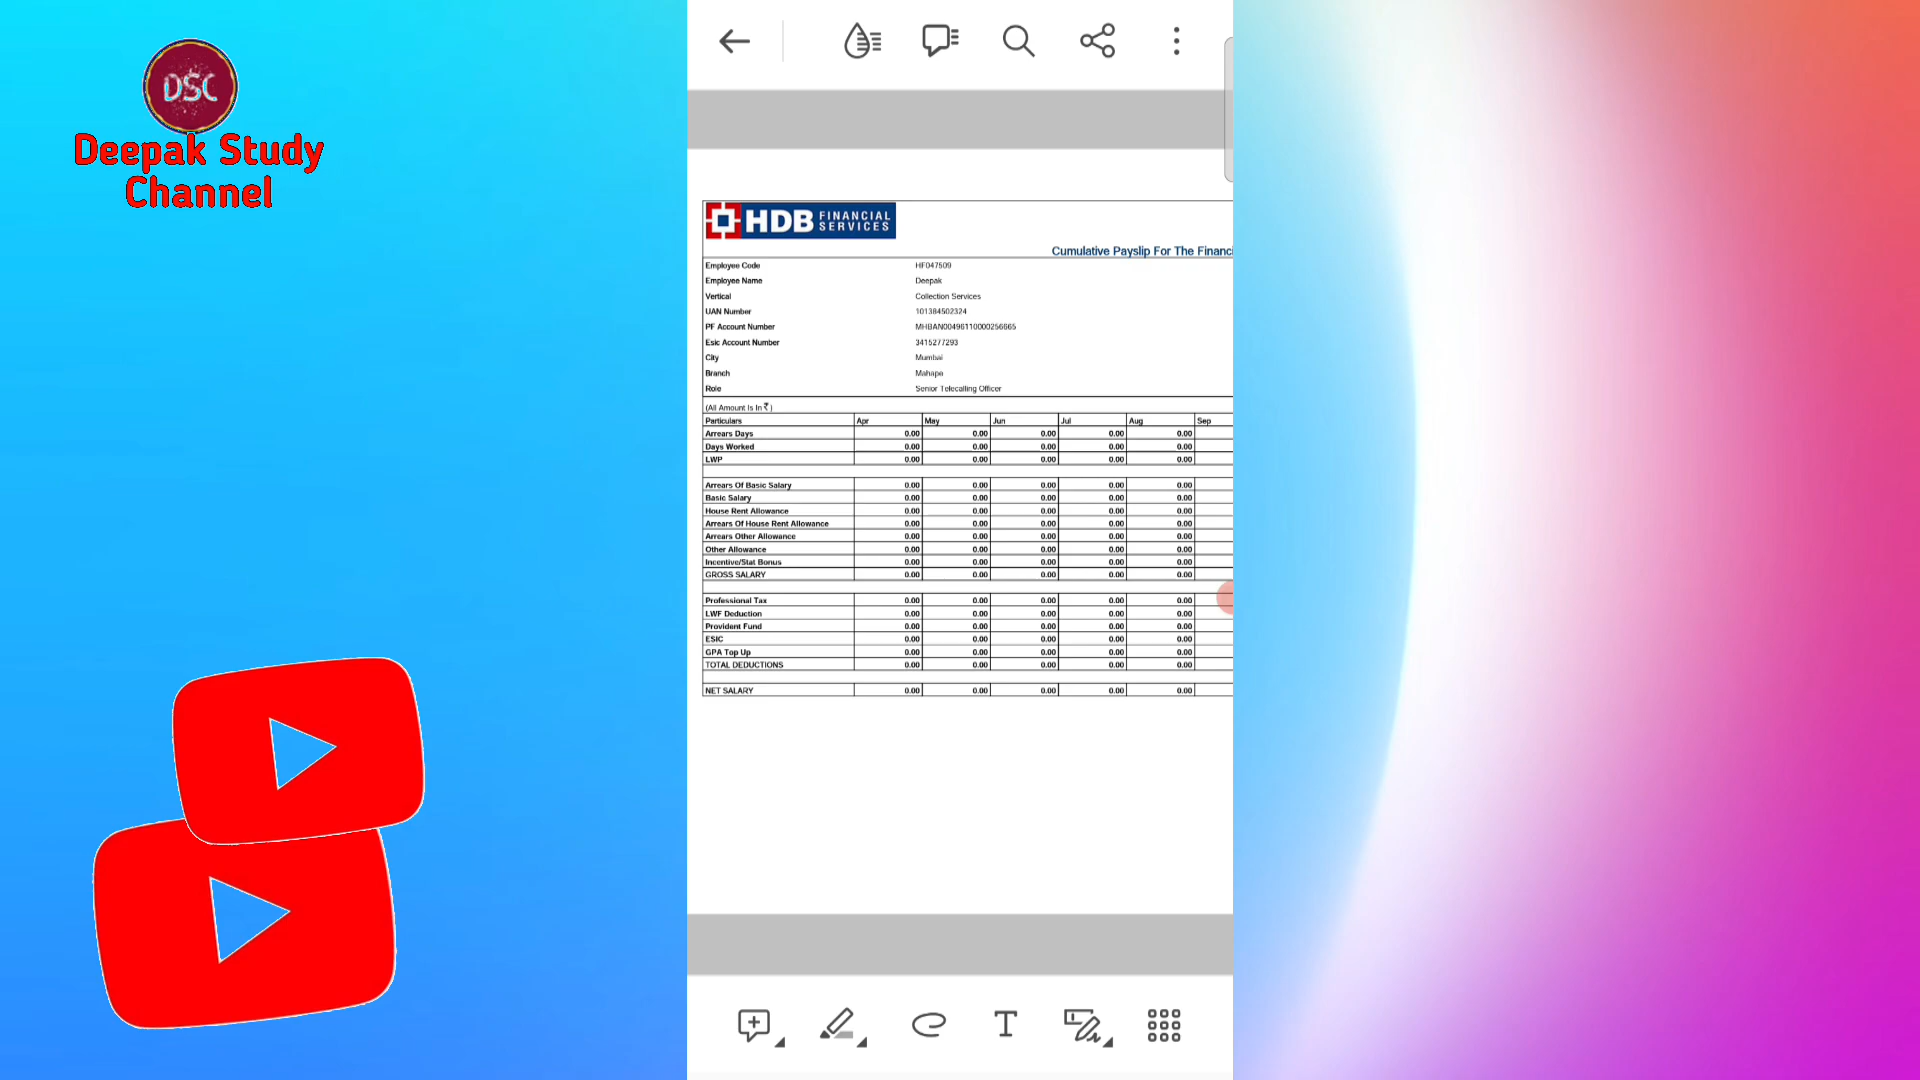 DSC
Deepak Study
Channel
HDB FINANCIAL SERVICES
Cumulative Payslip For The Financi
Employee Code HF047509
Employee Name Deepak
Vertical Collection Services
UAN Number 101384502324
PF Account Number MHBAN00496110000256665
Esic Account Number 3415277293
City Mumbai
Branch Mahape
Role Senior Telecalling Officer
(All Amount Is In ₹)
Particulars Apr May Jun Jul Aug Sep
Arrears Days 0.00 0.00 0.00 0.00 0.00
Days Worked 0.00 0.00 0.00 0.00 0.00
LWP 0.00 0.00 0.00 0.00 0.00
Arrears Of Basic Salary 0.00 0.00 0.00 0.00 0.00
Basic Salary 0.00 0.00 0.00 0.00 0.00
House Rent Allowance 0.00 0.00 0.00 0.00 0.00
Arrears Of House Rent Allowance 0.00 0.00 0.00 0.00 0.00
Arrears Other Allowance 0.00 0.00 0.00 0.00 0.00
Other Allowance 0.00 0.00 0.00 0.00 0.00
Incentive/Stat Bonus 0.00 0.00 0.00 0.00 0.00
GROSS SALARY 0.00 0.00 0.00 0.00 0.00
Professional Tax 0.00 0.00 0.00 0.00 0.00
LWF Deduction 0.00 0.00 0.00 0.00 0.00
Provident Fund 0.00 0.00 0.00 0.00 0.00
ESIC 0.00 0.00 0.00 0.00 0.00
GPA Top Up 0.00 0.00 0.00 0.00 0.00
TOTAL DEDUCTIONS 0.00 0.00 0.00 0.00 0.00
NET SALARY 0.00 0.00 0.00 0.00 0.00
T